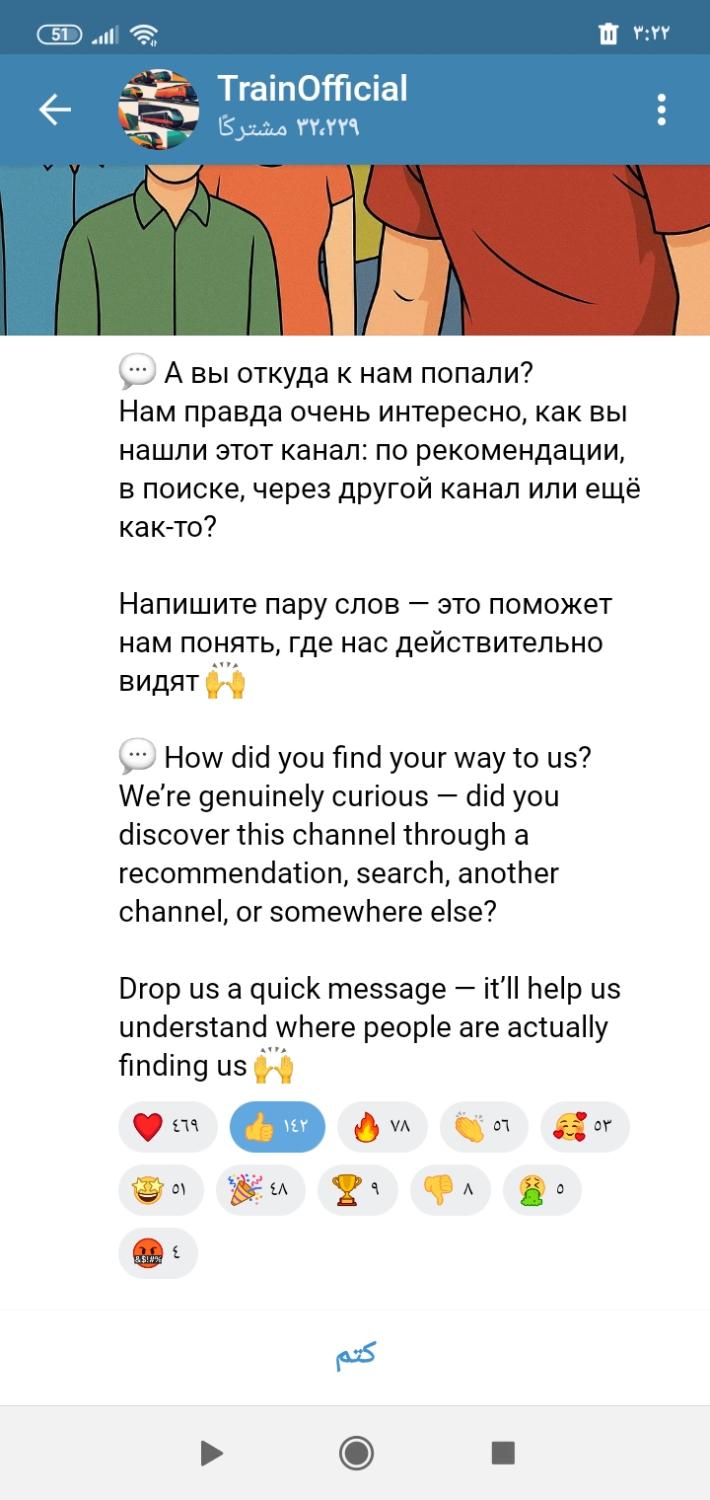 51
٣:٢٢
TrainOfficial
٣٢،٢٢٩ مشتركًا
А вы откуда к нам попали?
Нам правда очень интересно, как вы
нашли этот канал: по рекомендации,
в поиске, через другой канал или ещё
как-то?
Напишите пару слов — это поможет
нам понять, где нас действительно
видят 🙌
How did you find your way to us?
We’re genuinely curious — did you
discover this channel through a
recommendation, search, another
channel, or somewhere else?
Drop us a quick message — it’ll help us
understand where people are actually
finding us 🙌
❤️ ٤٦٩ 👍 ١٤٢ 🔥 ٧٨ 👏 ٥٦ 🥰 ٥٣
🤩 ٥١ 🎉 ٤٨ 🏆 ٩ 👎 ٨ 🤮 ٥
🤬 ٤
كتم